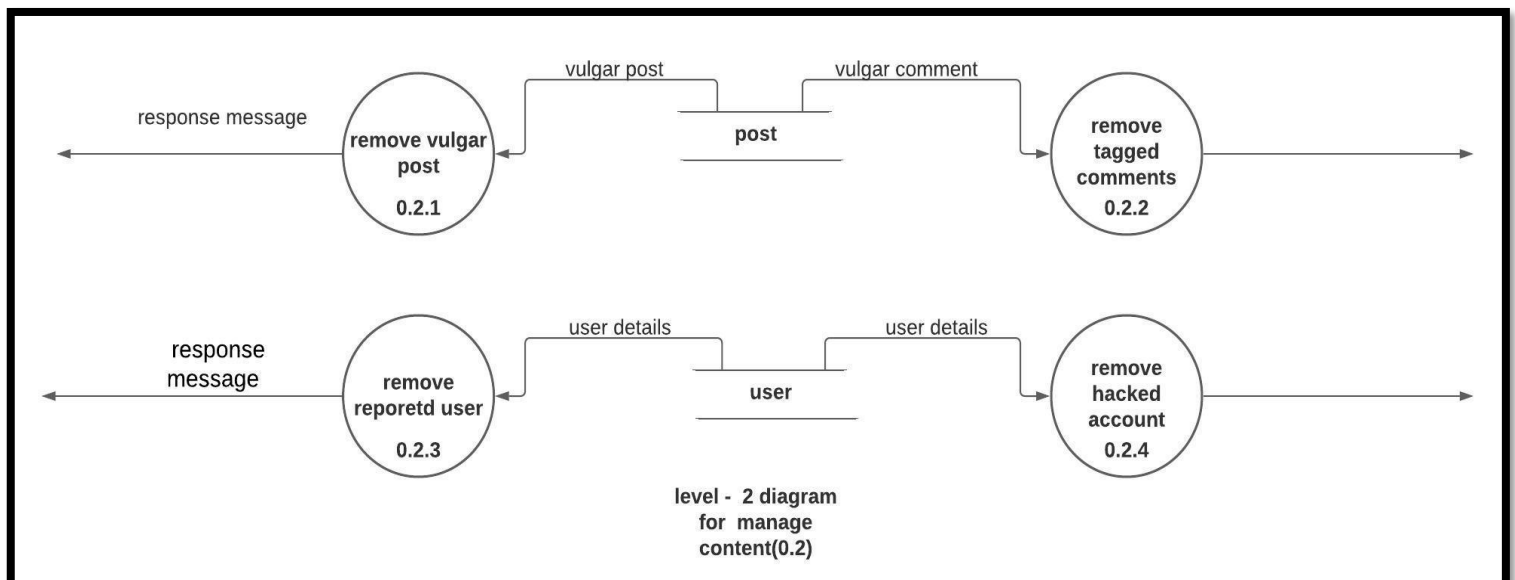 vulgar post
vulgar comment
response message
remove vulgar
post
0.2.1
post
remove
tagged
comments
0.2.2
user details
user details
response
message
remove
reporetd user
0.2.3
user
remove
hacked
account
0.2.4
level - 2 diagram
for manage
content(0.2)